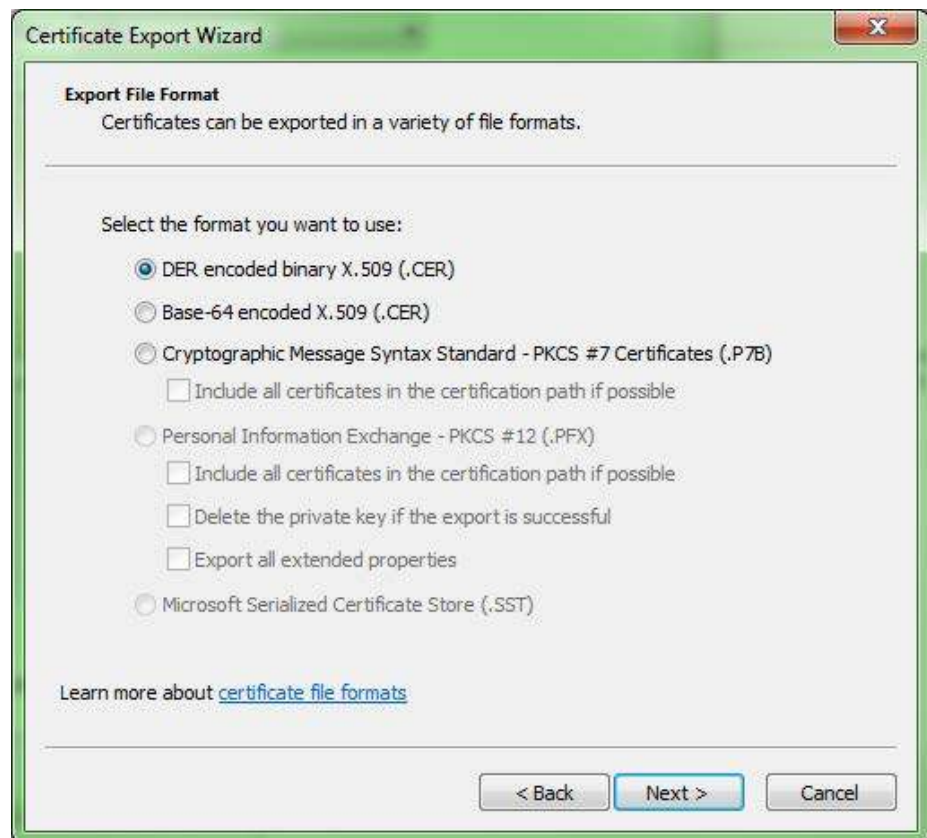 Certificate Export Wizard
Export File Format
Certificates can be exported in a variety of file formats.
Select the format you want to use:
DER encoded binary X.509 (.CER)
Base-64 encoded X.509 (.CER)
Cryptographic Message Syntax Standard - PKCS #7 Certificates (.P7B)
Include all certificates in the certification path if possible
Personal Information Exchange - PKCS #12 (.PFX)
Include all certificates in the certification path if possible
Delete the private key if the export is successful
Export all extended properties
Microsoft Serialized Certificate Store (.SST)
Learn more about certificate file formats
< Back Next > Cancel